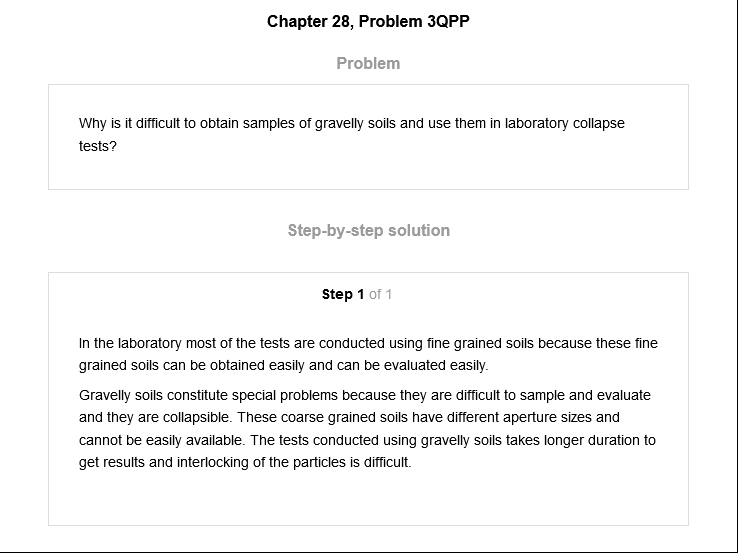 Chapter 28, Problem 3QPP
Problem
Why is it difficult to obtain samples of gravelly soils and use them in laboratory collapse
tests?
Step-by-step solution
Step 1 of 1
In the laboratory most of the tests are conducted using fine grained soils because these fine
grained soils can be obtained easily and can be evaluated easily.
Gravelly soils constitute special problems because they are difficult to sample and evaluate
and they are collapsible. These coarse grained soils have different aperture sizes and
cannot be easily available. The tests conducted using gravelly soils takes longer duration to
get results and interlocking of the particles is difficult.